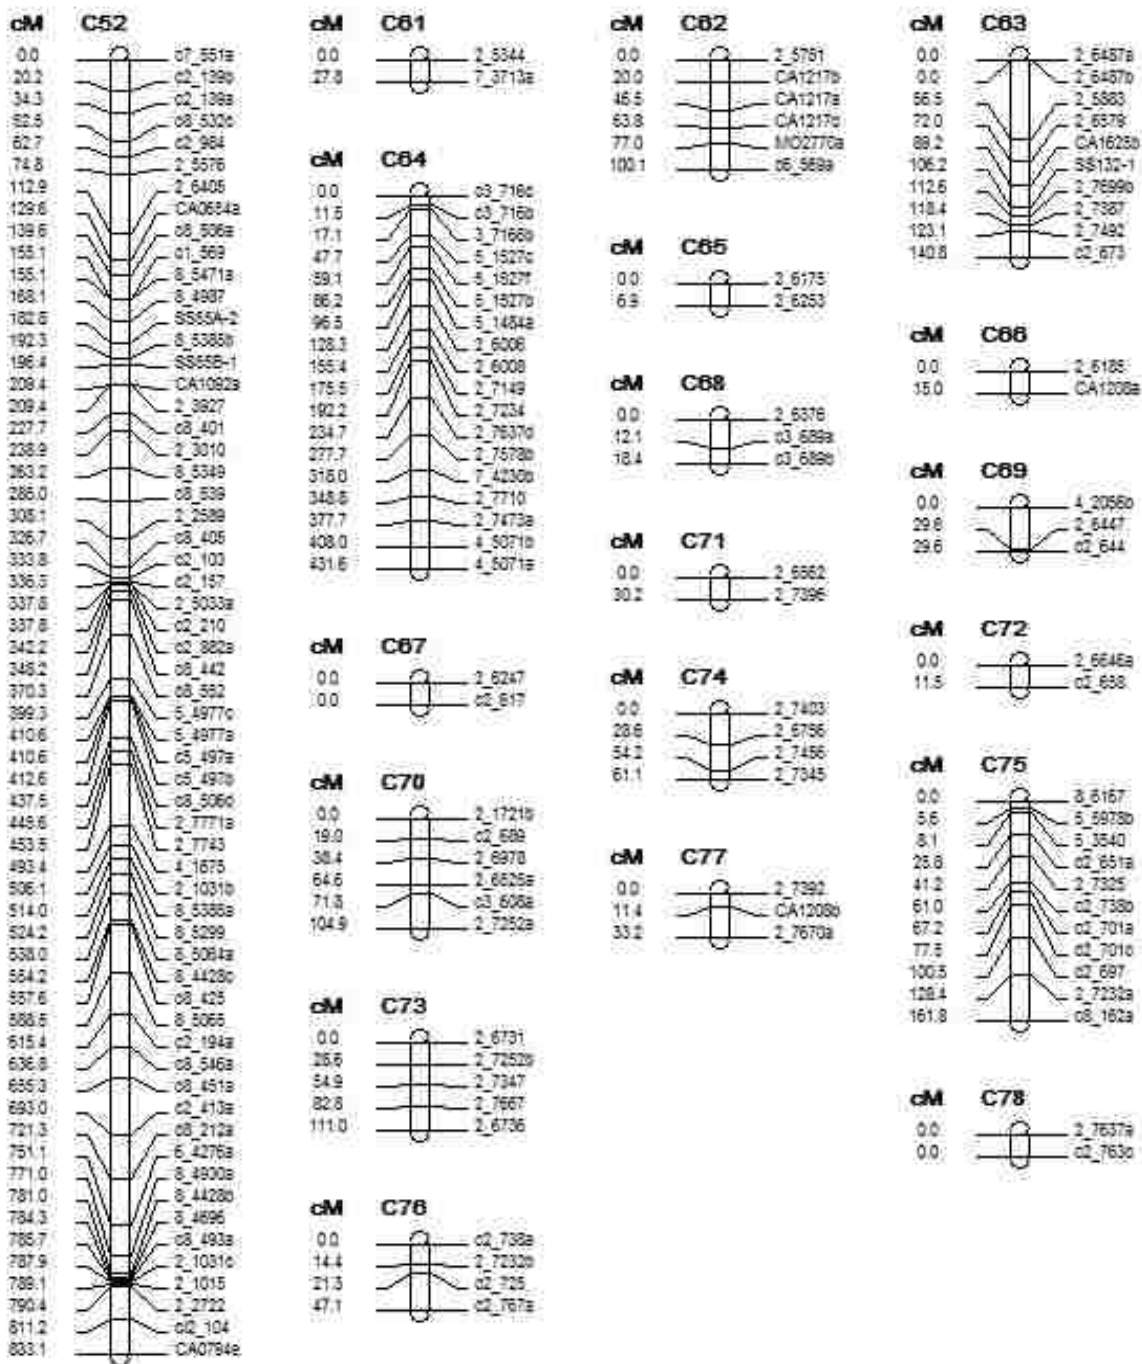 cM C52
0.0 c7_551a
20.2 c2_139b
34.3 c2_139a
52.5 c8_532c
62.7 c2_984
74.8 2_5576
112.9 2_6405
129.6 CA0554a
139.6 c8_506a
155.1 c1_569
155.1 8_5471a
168.1 8_4987
182.8 SS55A-2
192.3 8_5385b
196.4 SS55B-1
209.4 CA1092a
209.4 2_3927
227.7 c8_401
238.9 2_3010
263.2 8_5349
285.0 c8_539
308.1 2_2589
326.7 c8_405
333.8 c2_103
336.3 c2_157
337.8 2_5033a
337.8 c2_210
342.2 c2_882a
348.2 c8_442
370.3 c8_552
399.3 5_4977c
410.6 5_4977a
410.6 c5_497a
412.6 c5_497b
437.5 c8_506c
449.6 2_7771a
453.5 2_7743
493.4 4_1675
506.1 2_1031b
514.0 8_5386a
524.2 8_5299
538.0 8_5064a
554.2 8_4428c
557.6 c8_425
588.5 8_5066
615.4 c2_194a
636.8 c8_546a
655.3 c8_451a
693.0 c2_413a
721.3 c8_212a
751.1 6_4276a
771.0 8_4930a
781.0 8_4428b
784.3 8_4696
785.7 c8_493a
787.9 2_1031c
789.1 2_1015
790.4 2_2722
811.2 cl2_104
833.1 CA0794a
cM C61
0.0 2_5344
27.8 7_3713a
cM C64
0.0 c3_716c
11.5 c3_716b
17.1 3_7166b
47.7 5_1527c
59.1 5_1527f
86.2 5_1527b
96.5 5_1484a
128.3 2_6006
155.4 2_6008
175.5 2_7149
192.2 2_7234
234.7 2_7637c
277.7 2_7578b
318.0 7_4236b
348.8 2_7710
377.7 2_7473a
408.0 4_5071b
431.6 4_5071a
cM C67
0.0 2_6247
0.0 c2_817
cM C70
0.0 2_1721b
19.0 c2_689
38.4 2_6978
64.6 2_6826a
71.8 c3_608a
104.9 2_7252a
cM C73
0.0 2_6731
26.6 2_7252b
54.9 2_7347
82.8 2_7667
111.0 2_6736
cM C76
0.0 c2_738a
14.4 2_7232b
21.3 c2_725
47.1 c2_767a
cM C62
0.0 2_5781
20.0 CA1217b
46.5 CA1217a
63.8 CA1217c
77.0 MO2770a
100.1 c6_569a
cM C65
0.0 2_6175
6.9 2_6253
cM C68
0.0 2_6376
12.1 c3_689a
18.4 c3_689b
cM C71
0.0 2_6862
30.2 2_7396
cM C74
0.0 2_7403
28.6 2_6756
54.2 2_7456
61.1 2_7345
cM C77
0.0 2_7392
11.4 CA1208b
33.2 2_7670a
cM C63
0.0 2_6487a
0.0 2_6487b
56.5 2_5883
72.0 2_6579
88.2 CA1625b
106.2 SS132-1
112.6 2_7699b
118.4 2_7387
123.1 2_7492
140.8 c2_673
cM C66
0.0 2_6185
15.0 CA1208a
cM C69
0.0 4_2056b
29.6 2_6447
29.6 c2_644
cM C72
0.0 2_6646a
11.5 c2_658
cM C75
0.0 8_6167
5.6 5_5978b
8.1 5_3540
25.8 c2_651a
41.2 2_7325
61.0 c2_738b
67.2 c2_701a
77.5 c2_701c
100.5 c2_697
128.4 2_7232a
161.8 c8_162a
cM C78
0.0 2_7637a
0.0 c2_763c